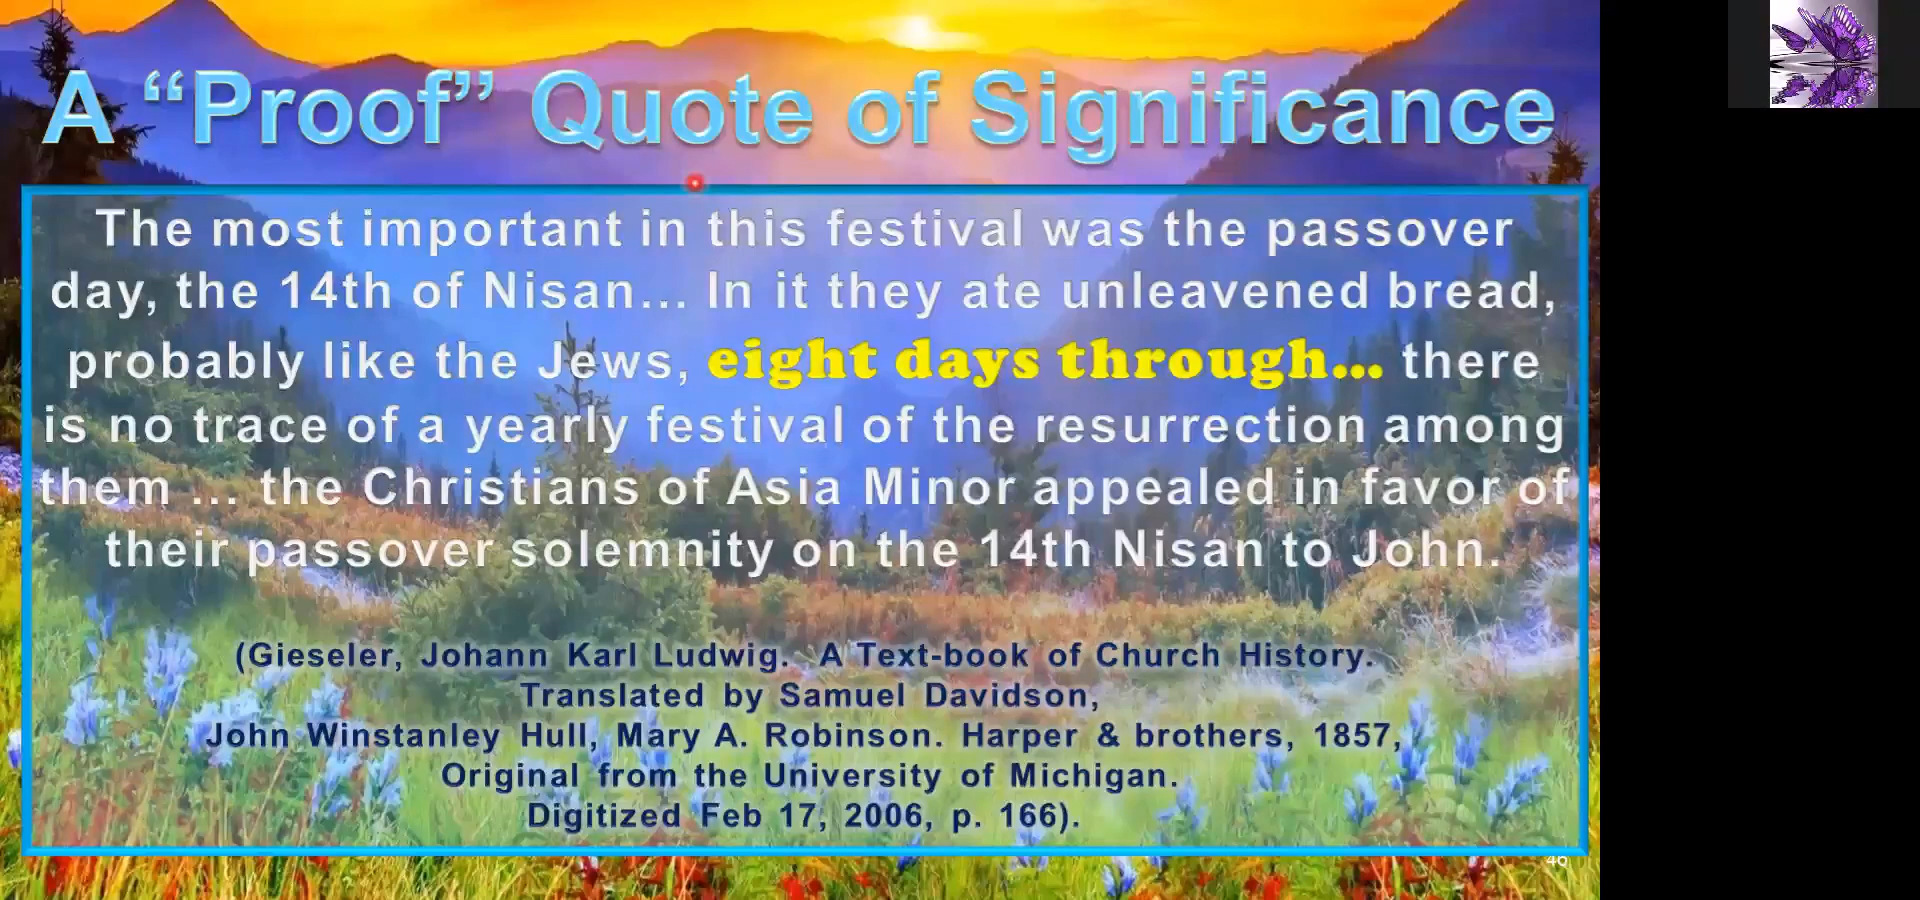 A “Proof” Quote of Significance
The most important in this festival was the passover
day, the 14th of Nisan... In it they ate unleavened bread,
probably like the Jews, eight days through... there
is no trace of a yearly festival of the resurrection among
them ... the Christians of Asia Minor appealed in favor of
their passover solemnity on the 14th Nisan to John.
(Gieseler, Johann Karl Ludwig. A Text-book of Church History.
Translated by Samuel Davidson,
John Winstanley Hull, Mary A. Robinson. Harper & brothers, 1857,
Original from the University of Michigan.
Digitized Feb 17, 2006, p. 166).
46